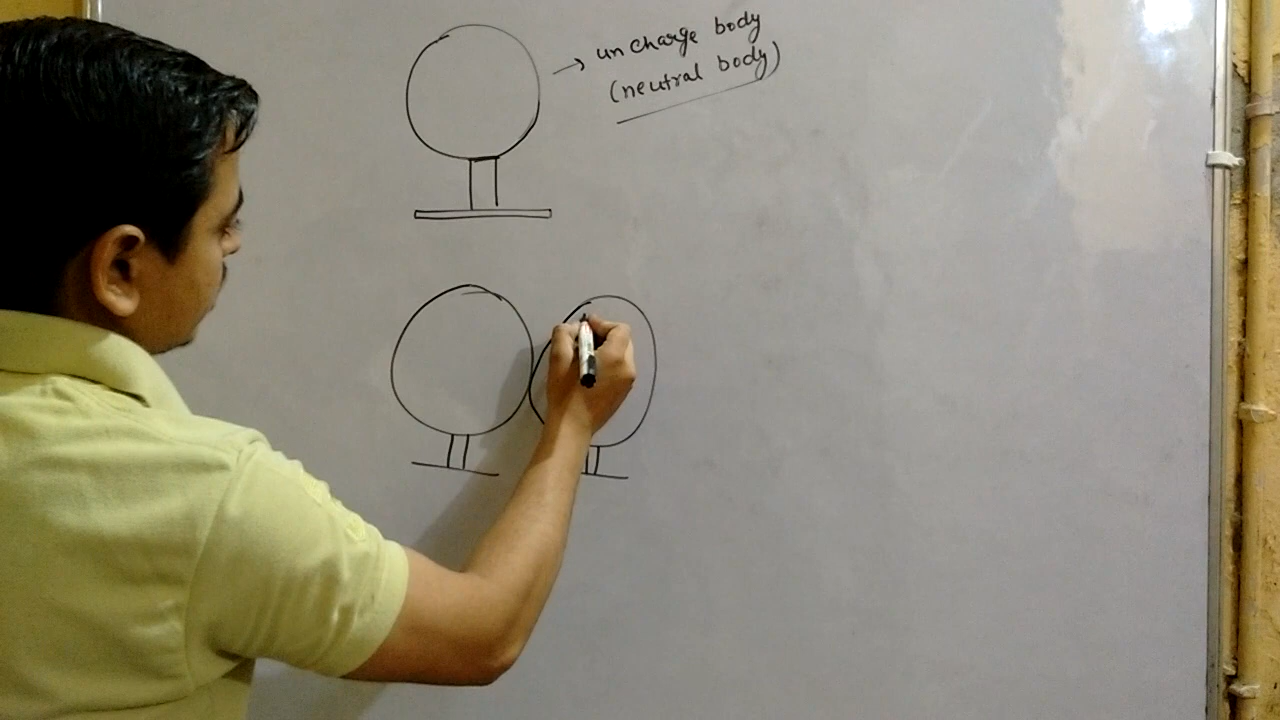 → un charge body
(neutral body)